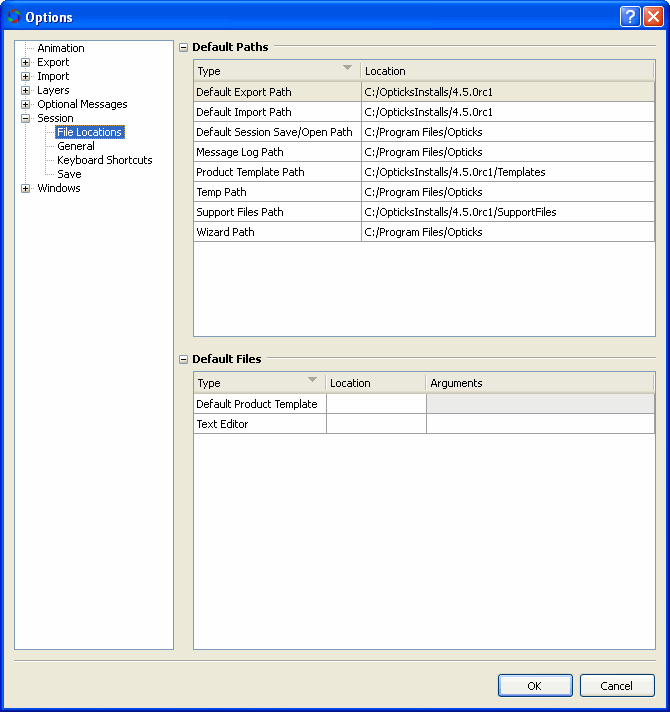 Options
Animation
Export
Import
Layers
Optional Messages
Session
File Locations
General
Keyboard Shortcuts
Save
Windows
Default Paths
Type Location
Default Export Path C:/OpticksInstalls/4.5.0rc1
Default Import Path C:/OpticksInstalls/4.5.0rc1
Default Session Save/Open Path C:/Program Files/Opticks
Message Log Path C:/Program Files/Opticks
Product Template Path C:/OpticksInstalls/4.5.0rc1/Templates
Temp Path C:/Program Files/Opticks
Support Files Path C:/OpticksInstalls/4.5.0rc1/SupportFiles
Wizard Path C:/Program Files/Opticks
Default Files
Type Location Arguments
Default Product Template
Text Editor
OK Cancel